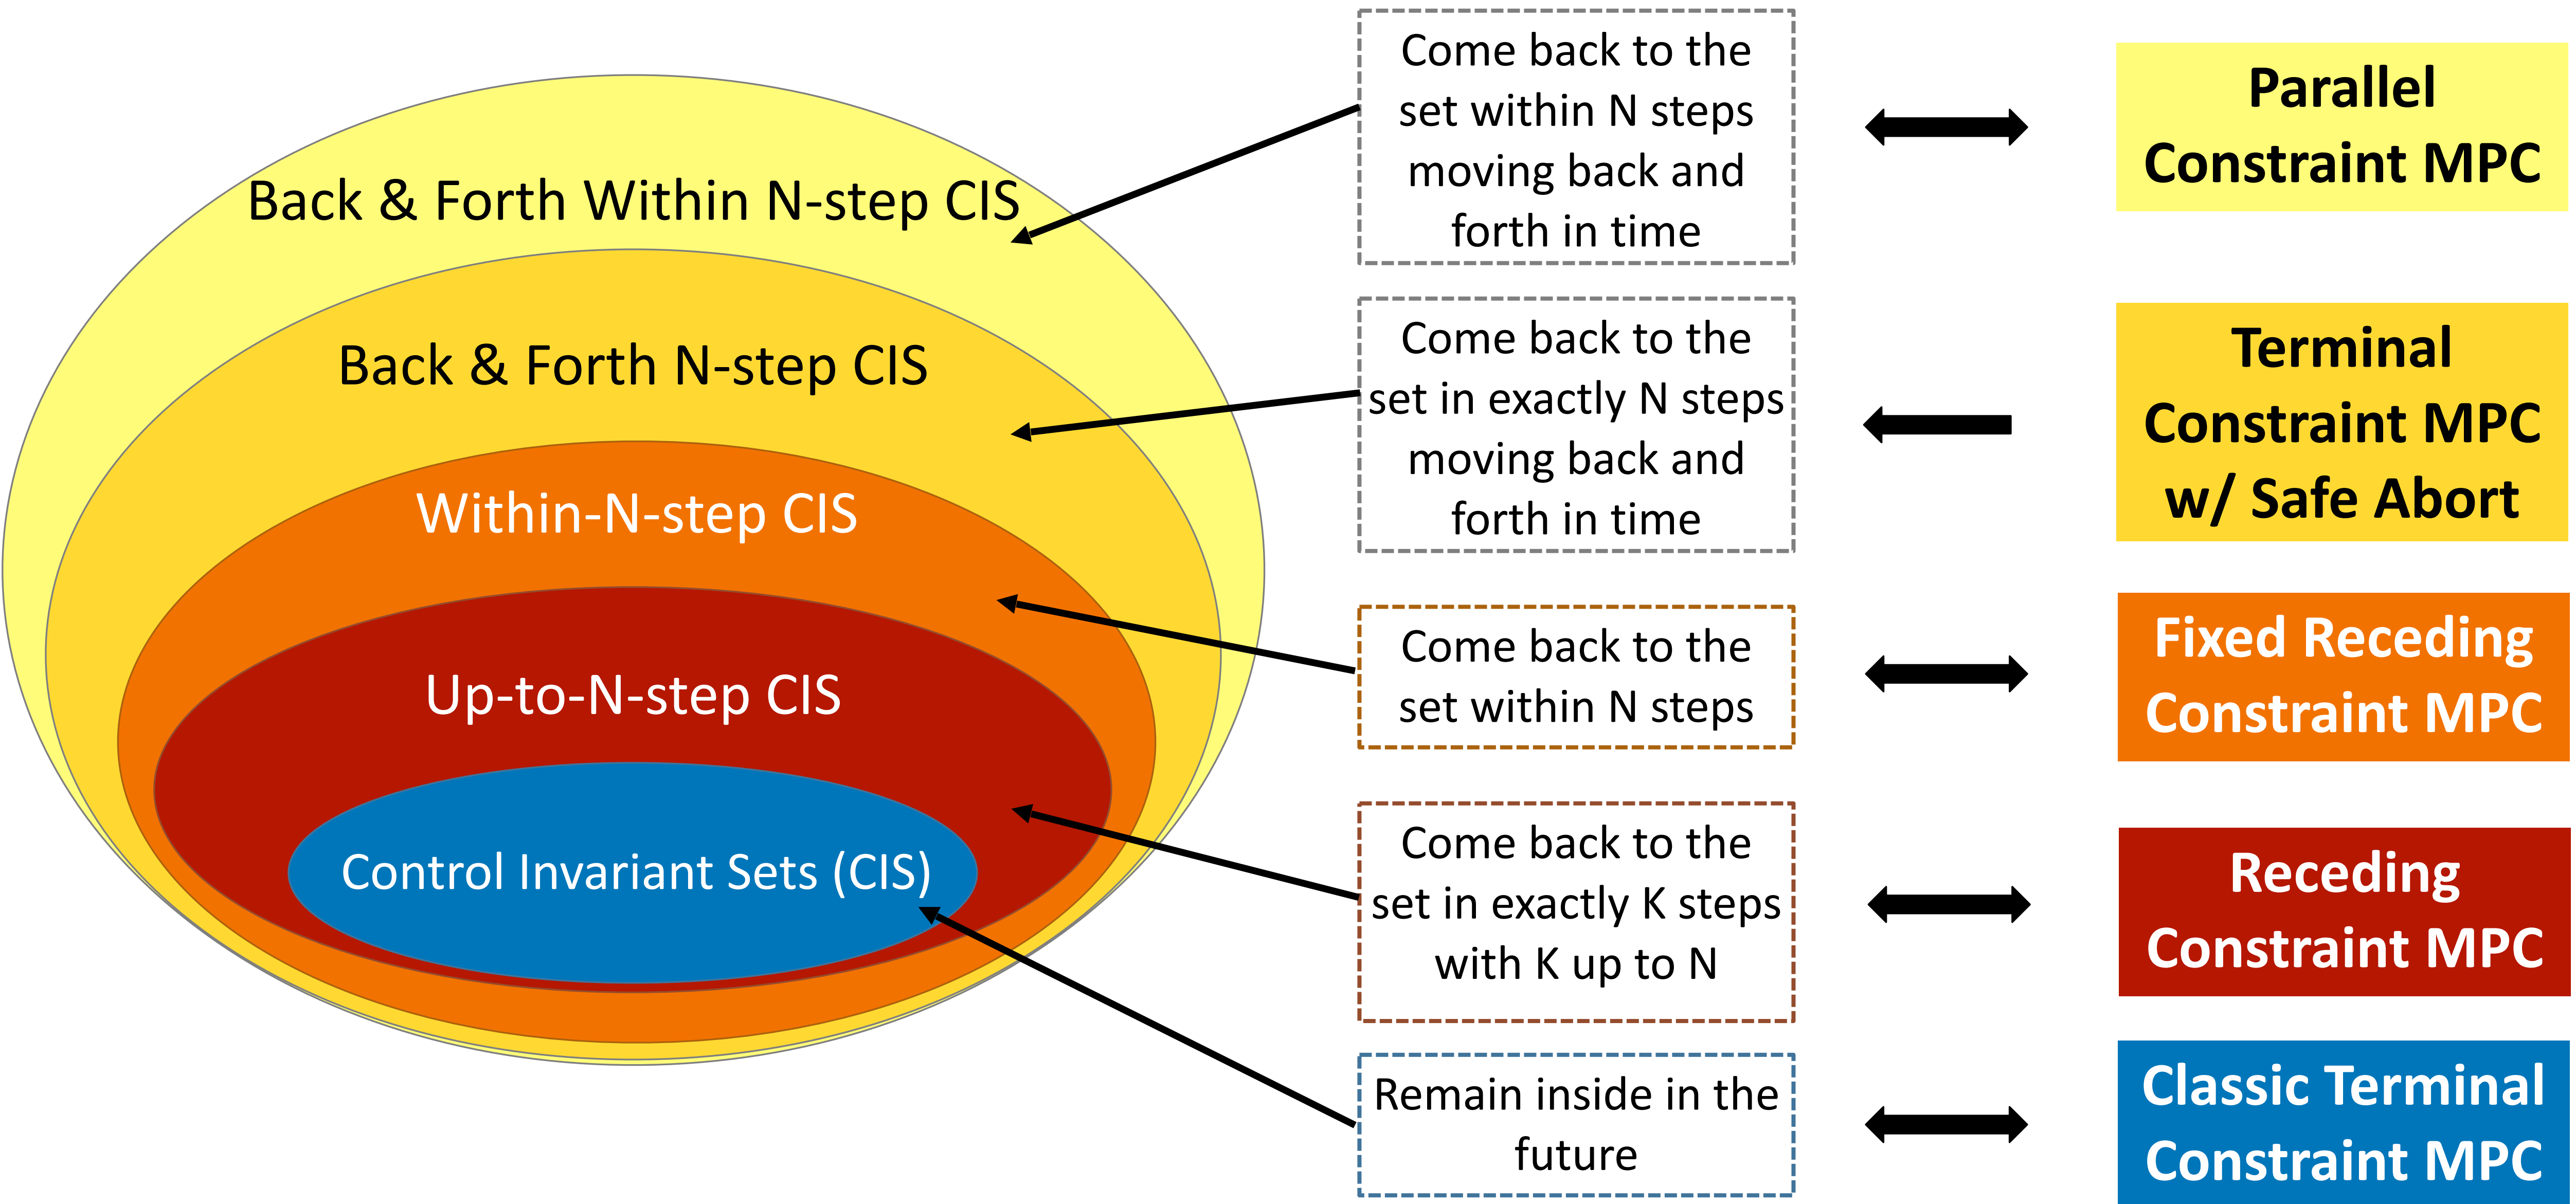 Back & Forth Within N-step CIS
Back & Forth N-step CIS
Within-N-step CIS
Up-to-N-step CIS
Control Invariant Sets (CIS)
Come back to the
set within N steps
moving back and
forth in time
Come back to the
set in exactly N steps
moving back and
forth in time
Come back to the
set within N steps
Come back to the
set in exactly K steps
with K up to N
Remain inside in the
future
Parallel
Constraint MPC
Terminal
Constraint MPC
w/ Safe Abort
Fixed Receding
Constraint MPC
Receding
Constraint MPC
Classic Terminal
Constraint MPC